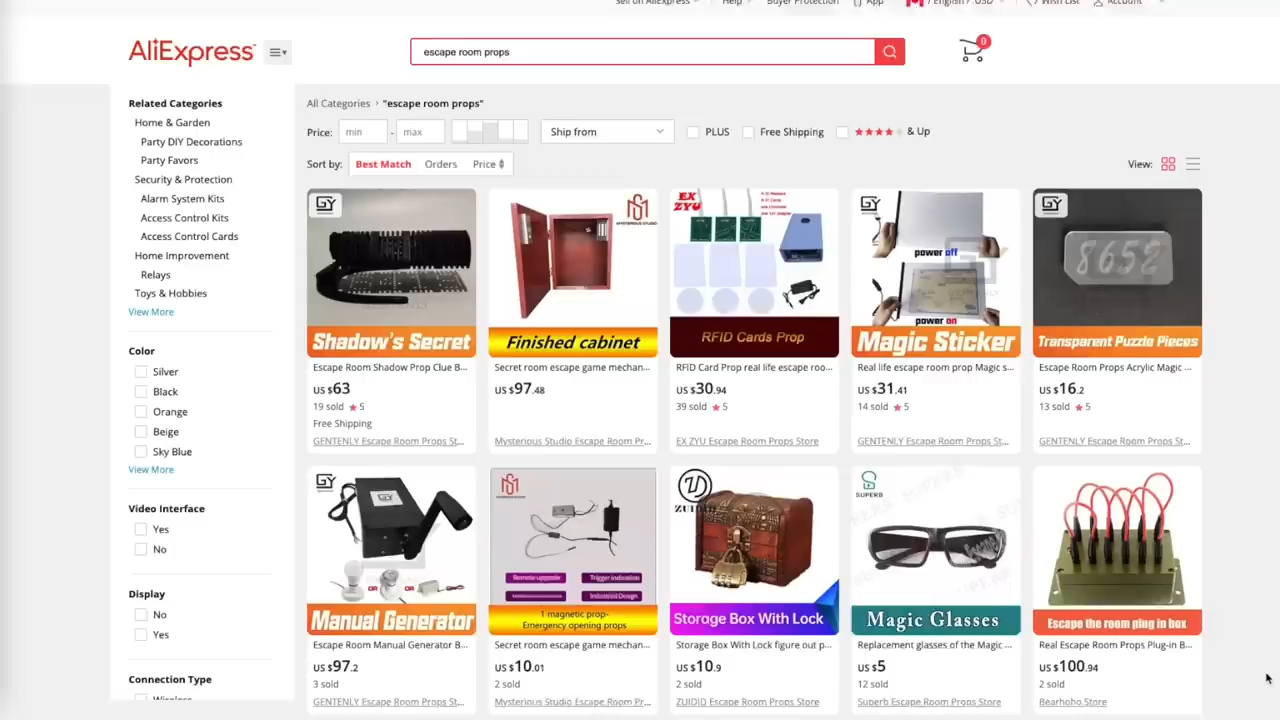 Sell on AliExpress
Help
Buyer Protection
App
/ English / USD
Wish List
Account
AliExpress
escape room props
0
Related Categories
Home & Garden
Party DIY Decorations
Party Favors
Security & Protection
Alarm System Kits
Access Control Kits
Access Control Cards
Home Improvement
Relays
Toys & Hobbies
View More
Color
Silver
Black
Orange
Beige
Sky Blue
View More
Video Interface
Yes
No
Display
No
Yes
Connection Type
Wireless
All Categories › "escape room props"
Price: min - max
Ship from
PLUS
Free Shipping
& Up
Sort by: Best Match Orders Price
View:
GY
Shadow's Secret
Escape Room Shadow Prop Clue B...
US $63
19 sold 5
Free Shipping
GENTENLY Escape Room Props St...
MYSTERIOUS STUDIO
Finished cabinet
Secret room escape game mechan...
US $97.48
Mysterious Studio Escape Room Pr...
EX
ZYU
RFID Cards Prop
RFID Card Prop real life escape roo...
US $30.94
39 sold 5
EX ZYU Escape Room Props Store
GY
power off
power on
Magic Sticker
Real life escape room prop Magic s...
US $31.41
14 sold 5
GENTENLY Escape Room Props St...
GY
8652
Transparent Puzzle Pieces
Escape Room Props Acrylic Magic ...
US $16.2
13 sold 5
GENTENLY Escape Room Props St...
GY
GY
OR OR
Manual Generator
Escape Room Manual Generator B...
US $97.2
3 sold
GENTENLY Escape Room Props St...
Remote upgrade
Trigger indication
Industrial Design
1 magnetic prop-
Emergency opening props
Secret room escape game mechan...
US $10.01
2 sold
Mysterious Studio Escape Room Pr...
ZUIDID
Storage Box With Lock
Storage Box With Lock figure out p...
US $10.9
2 sold
ZUIDID Escape Room Props Store
SUPERB
Magic Glasses
Replacement glasses of the Magic ...
US $5
12 sold
Superb Escape Room Props Store
Escape the room plug in box
Real Escape Room Props Plug-in B...
US $100.94
2 sold
Bearhoho Store